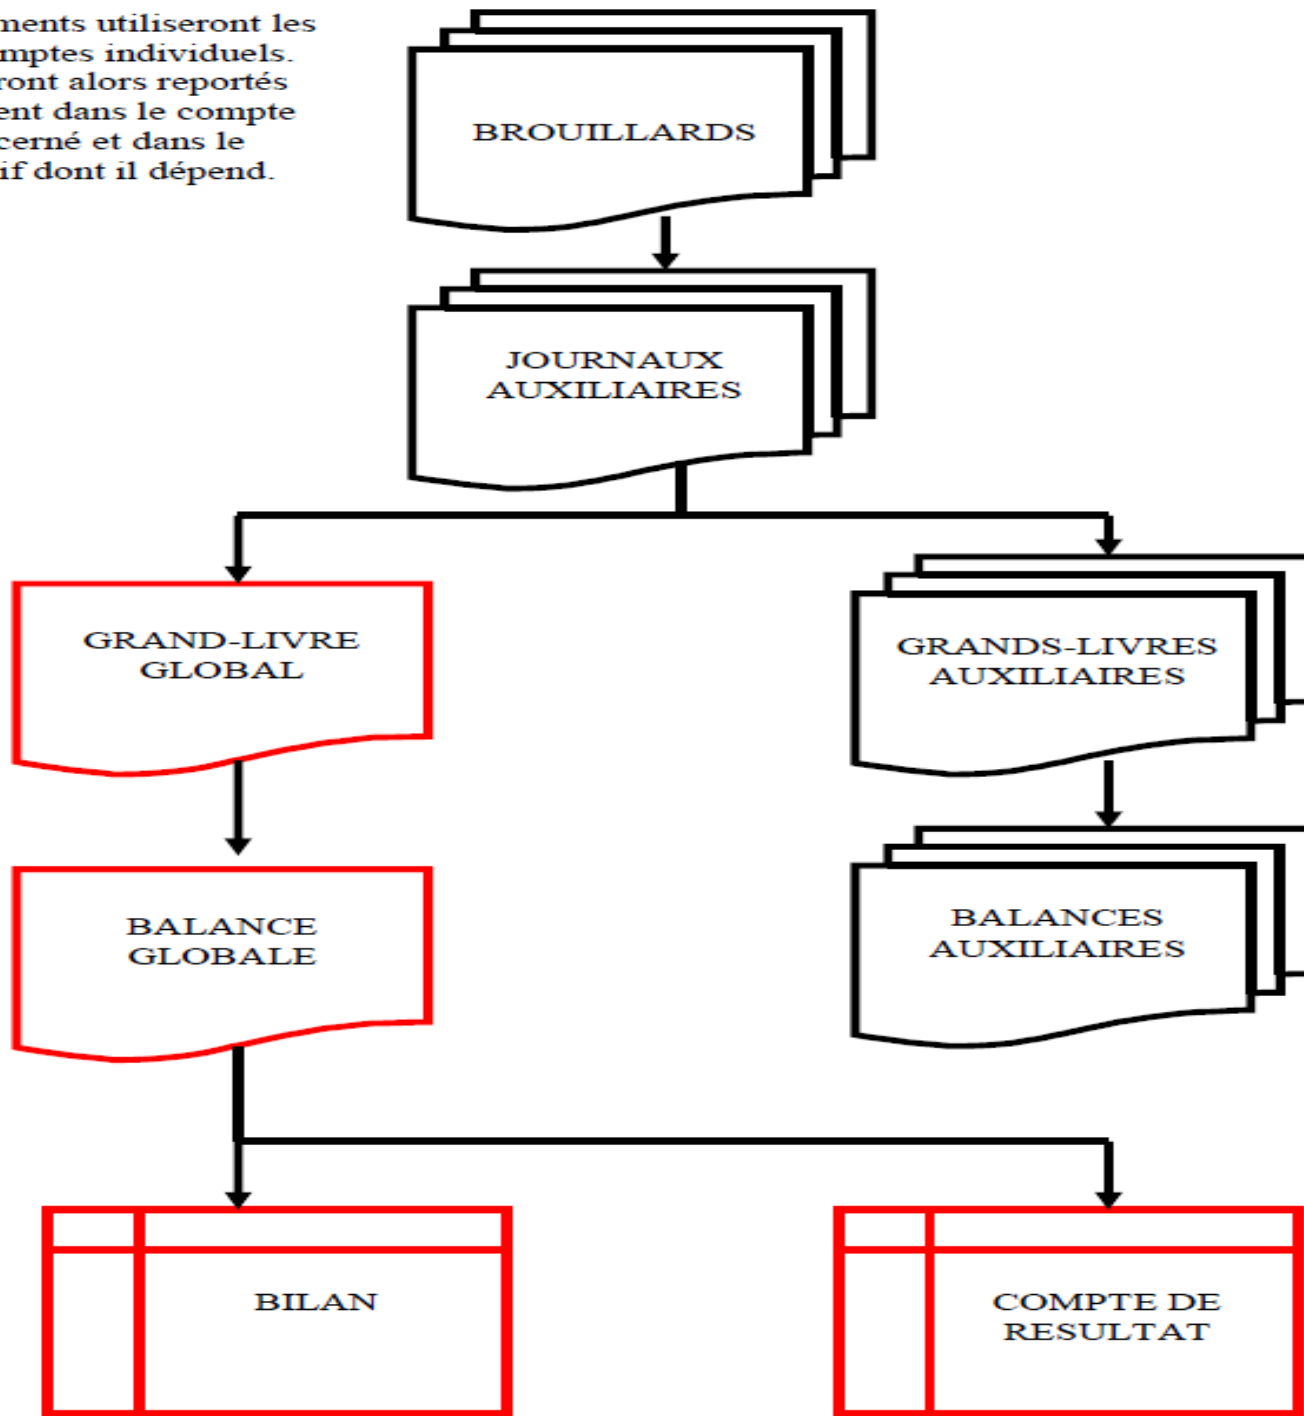 ments utiliseront les
mptes individuels.
ront alors reportés
ent dans le compte
cerné et dans le
if dont il dépend.
BROUILLARDS
JOURNAUX
AUXILIAIRES
GRAND-LIVRE
GLOBAL
GRANDS-LIVRES
AUXILIAIRES
BALANCE
GLOBALE
BALANCES
AUXILIAIRES
BILAN
COMPTE DE
RESULTAT